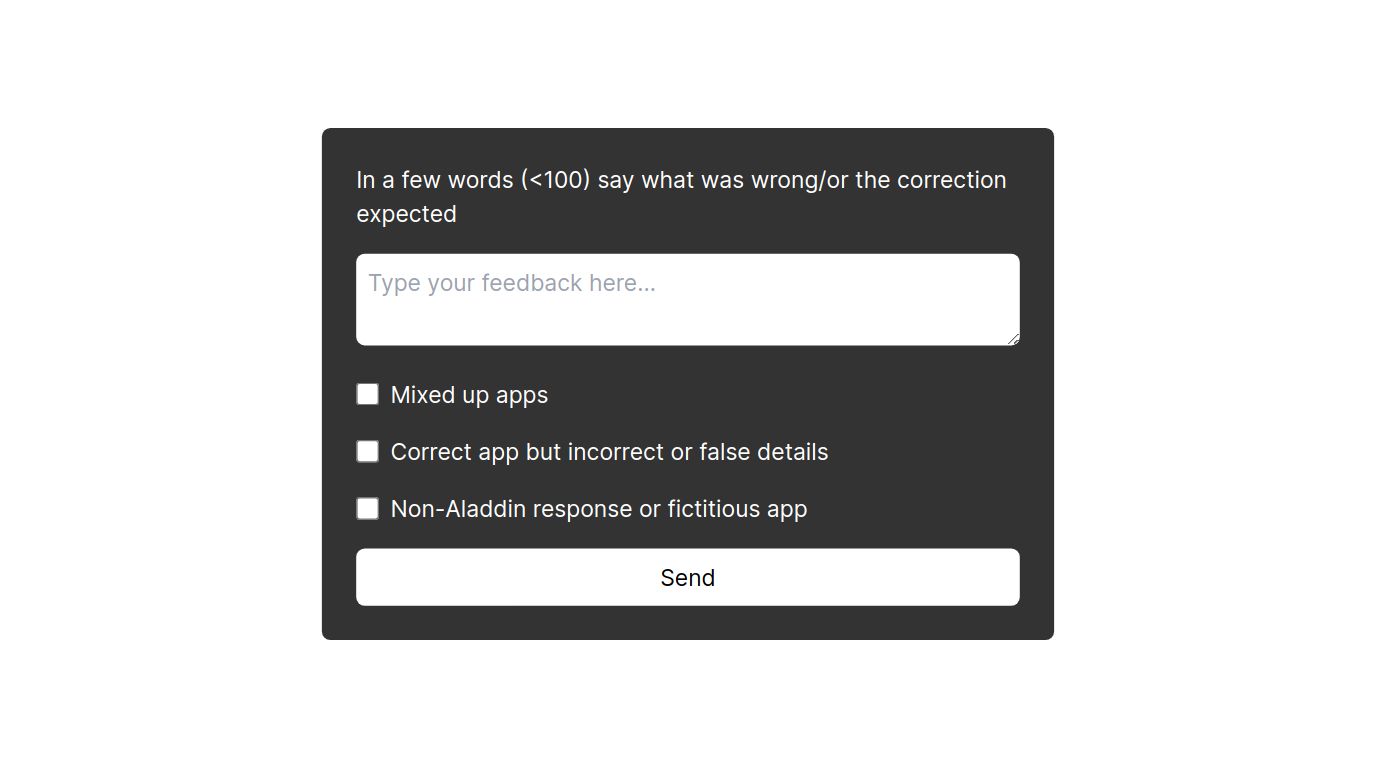 In a few words (<100) say what was wrong/or the correction
expected
Type your feedback here...
Mixed up apps
Correct app but incorrect or false details
Non-Aladdin response or fictitious app
Send